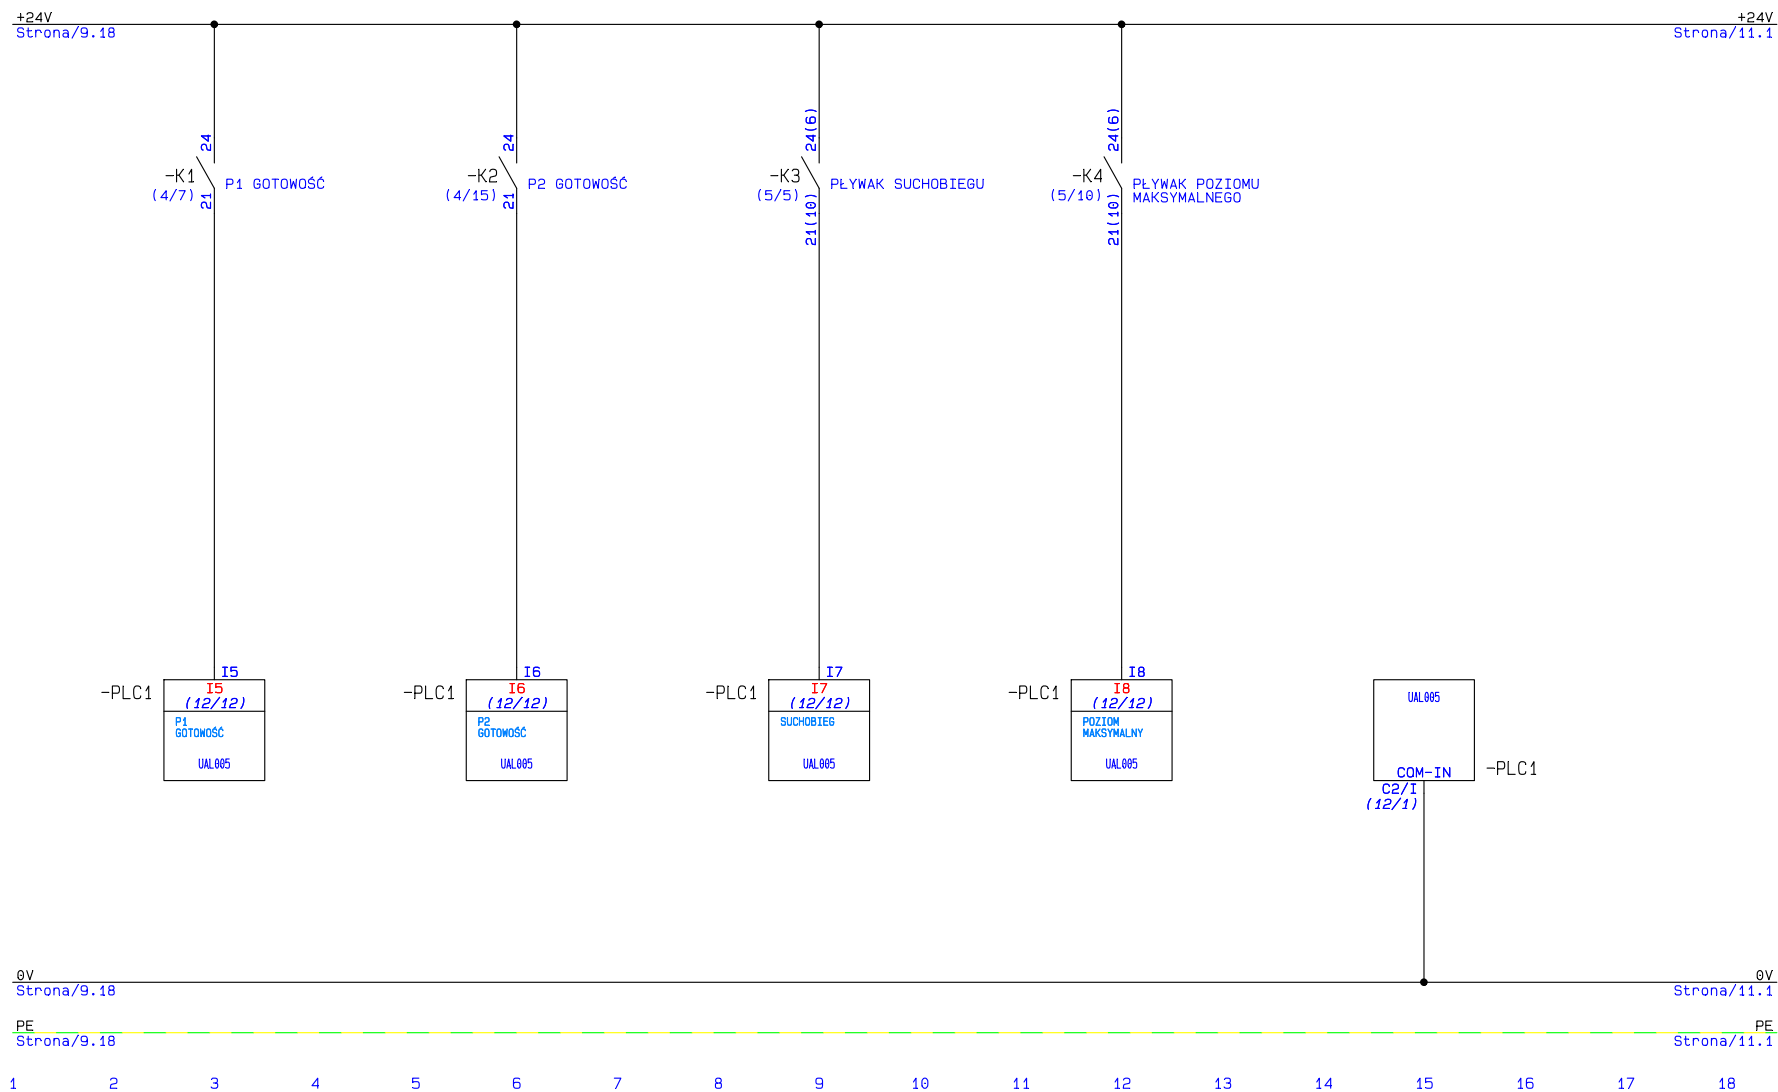 +24V
Strona/9.18
+24V
Strona/11.1
24
-K1
(4/7)
21
P1 GOTOWOŚĆ
24
-K2
(4/15)
21
P2 GOTOWOŚĆ
24(6)
-K3
(5/5)
21(10)
PŁYWAK SUCHOBIEGU
24(6)
-K4
(5/10)
21(10)
PŁYWAK POZIOMU
MAKSYMALNEGO
I5
-PLC1
I5
(12/12)
P1
GOTOWOŚĆ
UAL005
I6
-PLC1
I6
(12/12)
P2
GOTOWOŚĆ
UAL005
I7
-PLC1
I7
(12/12)
SUCHOBIEG
UAL005
I8
-PLC1
I8
(12/12)
POZIOM
MAKSYMALNY
UAL005
UAL005
COM-IN
-PLC1
C2/I
(12/1)
0V
Strona/9.18
0V
Strona/11.1
PE
Strona/9.18
PE
Strona/11.1
1 2 3 4 5 6 7 8 9 10 11 12 13 14 15 16 17 18